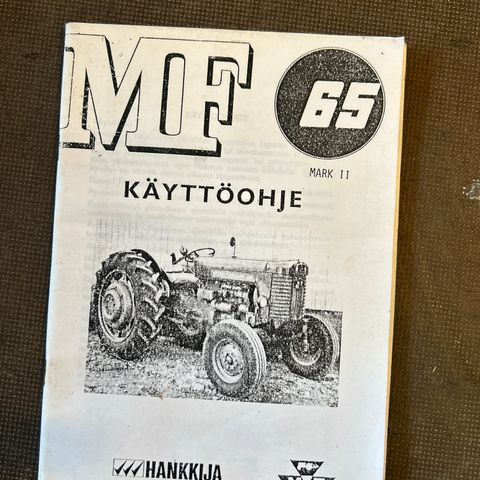 MF 65
MARK II
KÄYTTÖOHJE
HANKKIJA